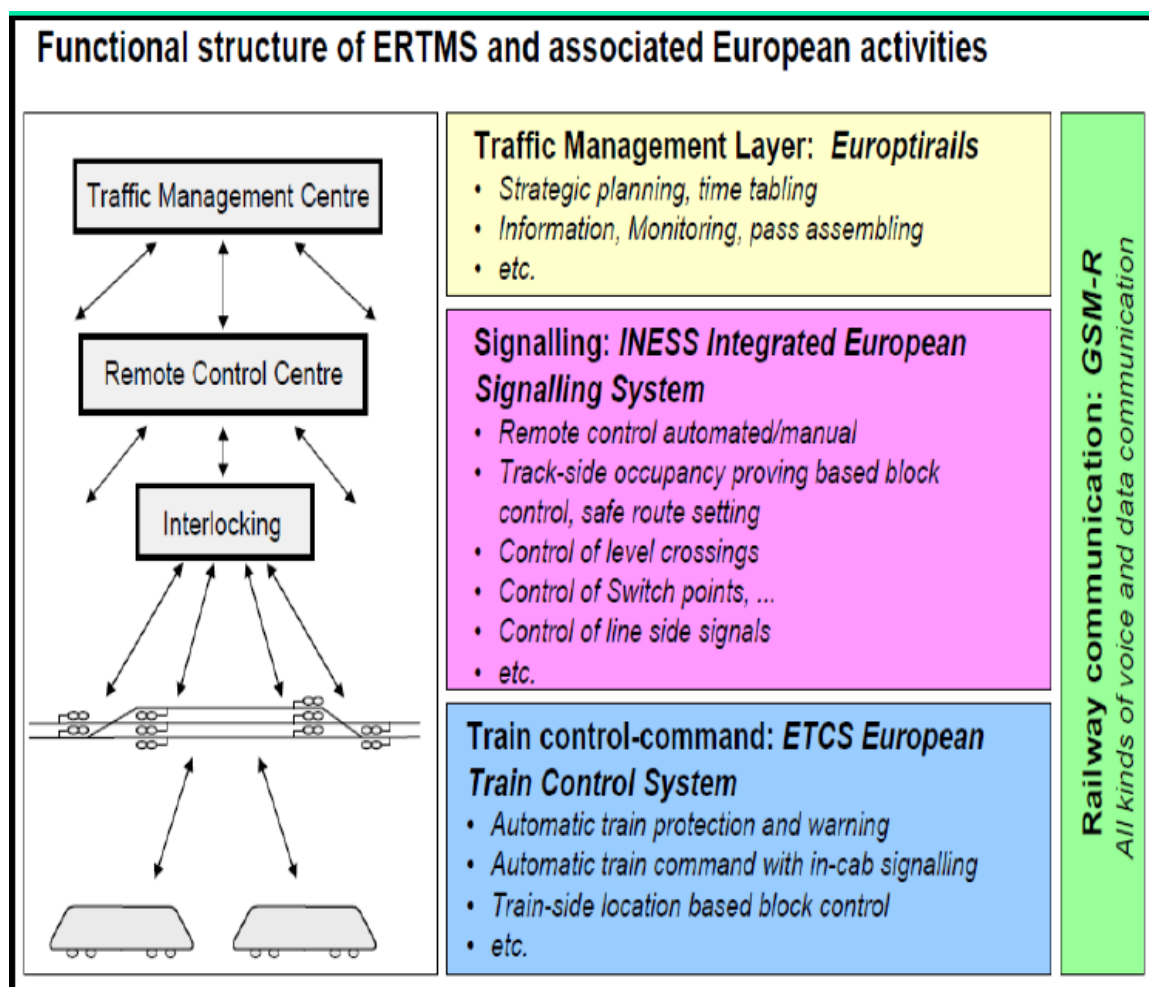 Functional structure of ERTMS and associated European activities
Traffic Management Centre
Remote Control Centre
Interlocking
Traffic Management Layer: Europtirails
• Strategic planning, time tabling
• Information, Monitoring, pass assembling
• etc.
Signalling: INESS Integrated European
Signalling System
• Remote control automated/manual
• Track-side occupancy proving based block
control, safe route setting
• Control of level crossings
• Control of Switch points, ...
• Control of line side signals
• etc.
Train control-command: ETCS European
Train Control System
• Automatic train protection and warning
• Automatic train command with in-cab signalling
• Train-side location based block control
• etc.
Railway communication: GSM-R
All kinds of voice and data communication